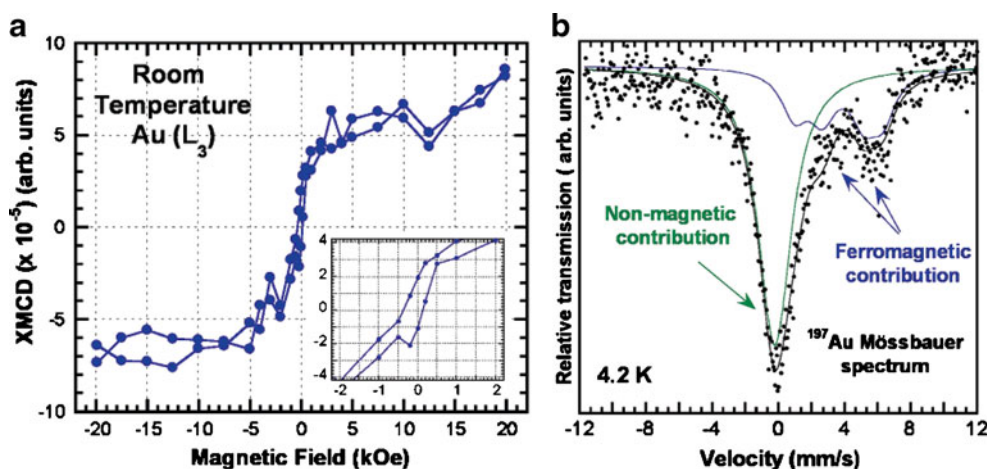 a
XMCD (x 10⁻⁵) (arb. units)
10
5
0
-5
-10
Room
Temperature
Au (L₃)
4
2
0
-2
-4
-2
-1
0
1
2
-20
-15
-10
-5
0
5
10
15
20
Magnetic Field (kOe)
b
Relative transmission ( arb. units)
Non-magnetic
contribution
Ferromagnetic
contribution
¹⁹⁷Au Mössbauer
spectrum
4.2 K
-12
-8
-4
0
4
8
12
Velocity (mm/s)